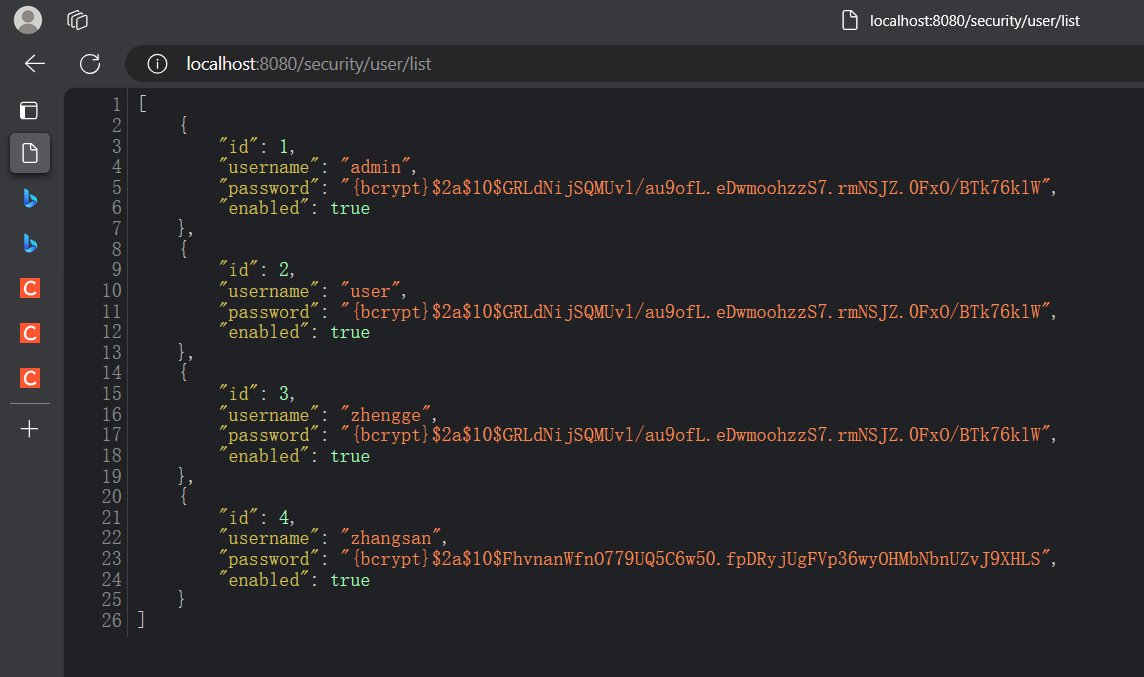 localhost:8080/security/user/list
localhost:8080/security/user/list
1 [
2 {
3 "id": 1,
4 "username": "admin",
5 "password": "{bcrypt}$2a$10$GRLdNijSQMUvl/au9ofL.eDwmoohzzS7.rmNSJZ.0FxO/BTk76klW",
6 "enabled": true
7 },
8 {
9 "id": 2,
10 "username": "user",
11 "password": "{bcrypt}$2a$10$GRLdNijSQMUvl/au9ofL.eDwmoohzzS7.rmNSJZ.0FxO/BTk76klW",
12 "enabled": true
13 },
14 {
15 "id": 3,
16 "username": "zhengge",
17 "password": "{bcrypt}$2a$10$GRLdNijSQMUvl/au9ofL.eDwmoohzzS7.rmNSJZ.0FxO/BTk76klW",
18 "enabled": true
19 },
20 {
21 "id": 4,
22 "username": "zhangsan",
23 "password": "{bcrypt}$2a$10$FhvnanWfnO779UQ5C6w50.fpDRyjUgFVp36wyOHMbNbnUZvJ9XHLS",
24 "enabled": true
25 }
26 ]